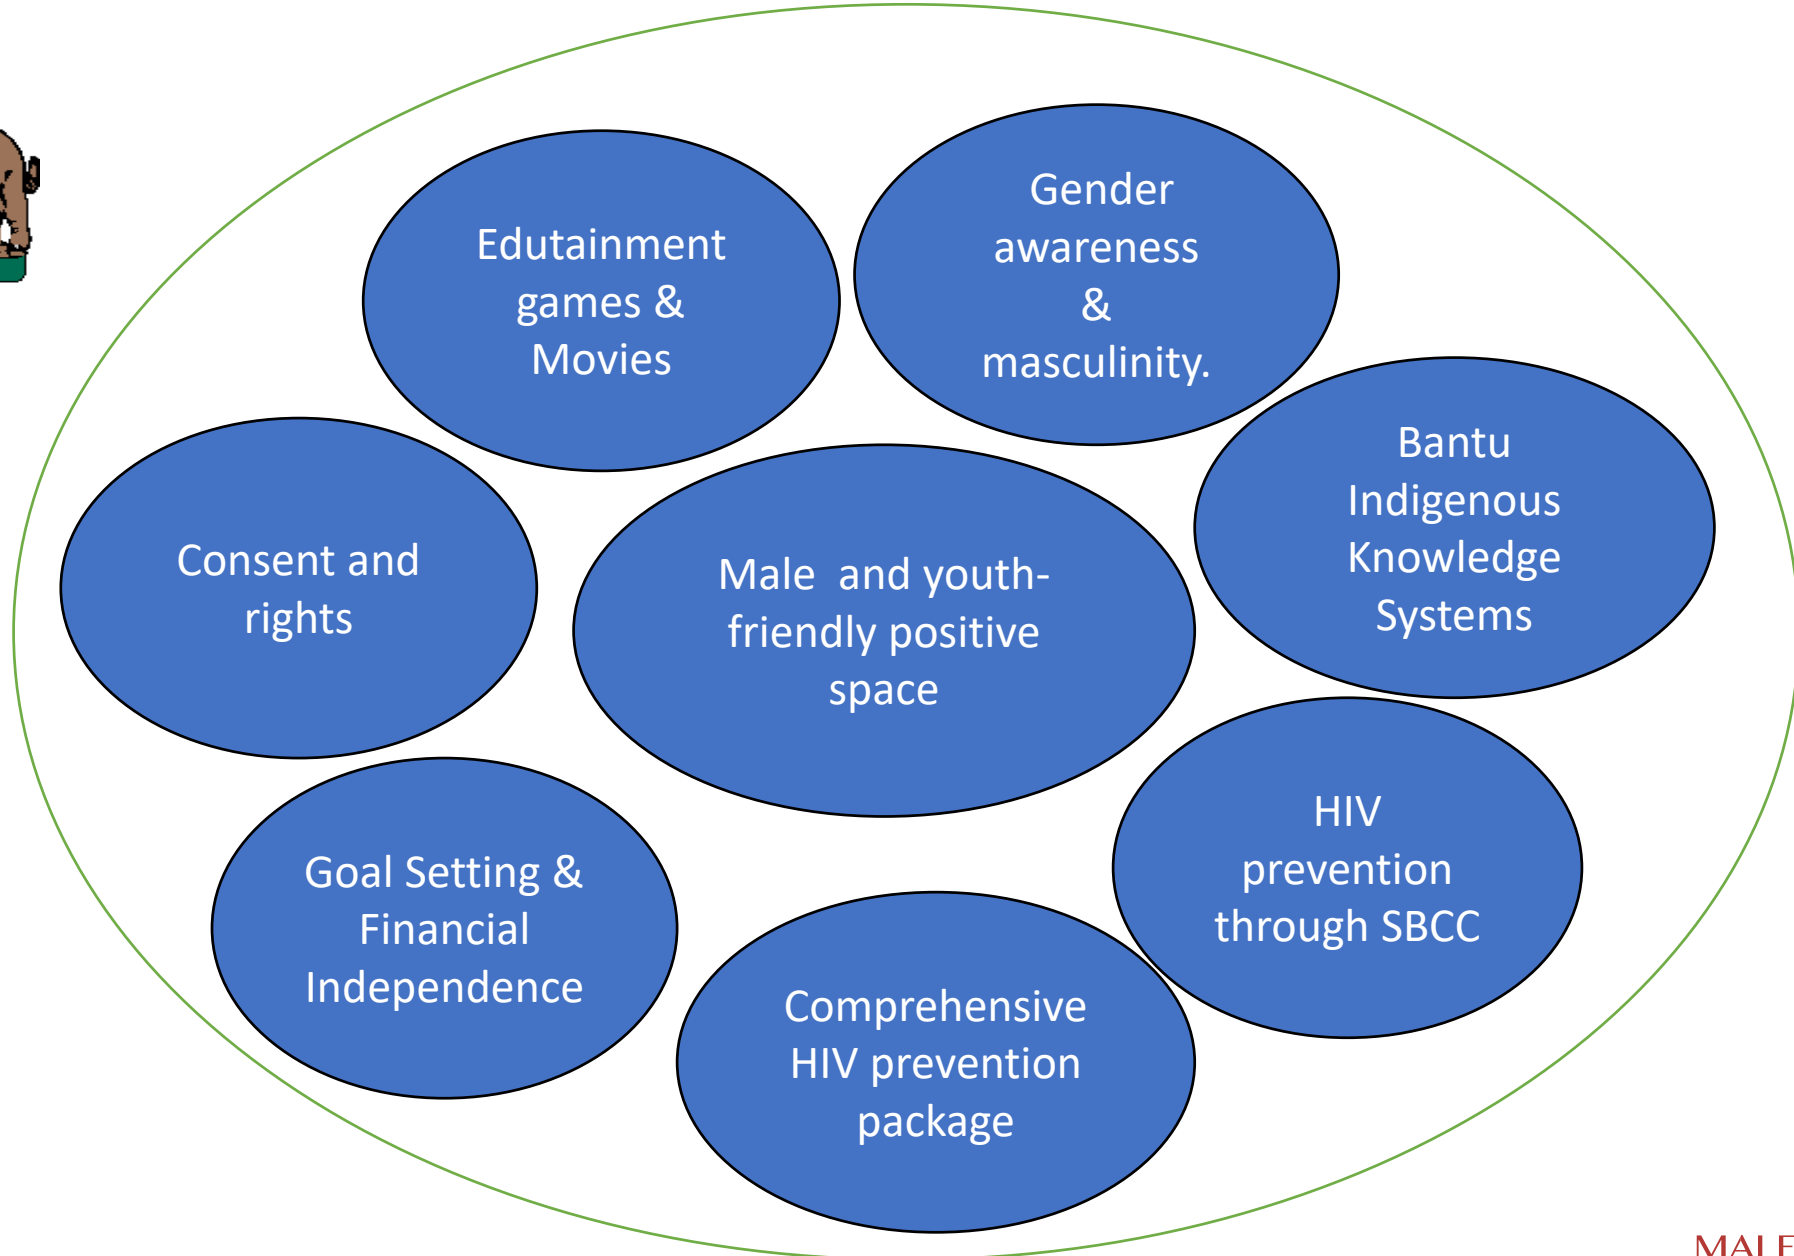 Edutainment
games &
Movies
Gender
awareness
&
masculinity.
Bantu
Indigenous
Knowledge
Systems
Consent and
rights
Male  and youth-
friendly positive
space
HIV
prevention
through SBCC
Goal Setting &
Financial
Independence
Comprehensive
HIV prevention
package
MALE